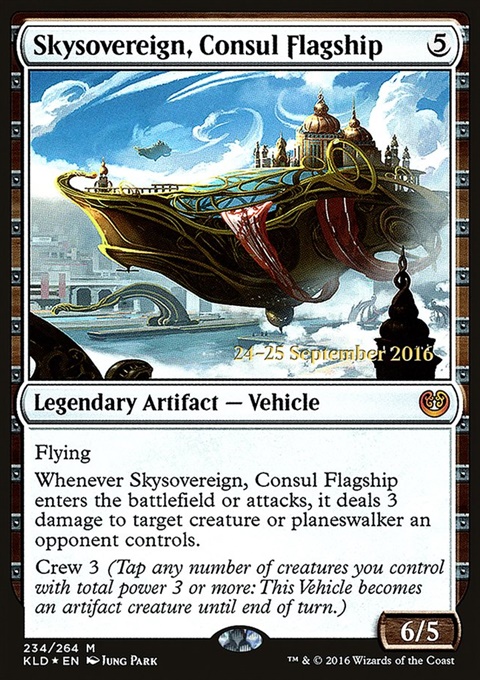 Skysovereign, Consul Flagship 5
24–25 September 2016
Legendary Artifact — Vehicle
Flying
Whenever Skysovereign, Consul Flagship
enters the battlefield or attacks, it deals 3
damage to target creature or planeswalker an
opponent controls.
Crew 3 (Tap any number of creatures you control
with total power 3 or more: This Vehicle becomes
an artifact creature until end of turn.)
6/5
234/264 M
KLD★EN Jung Park
™ & © 2016 Wizards of the Coast